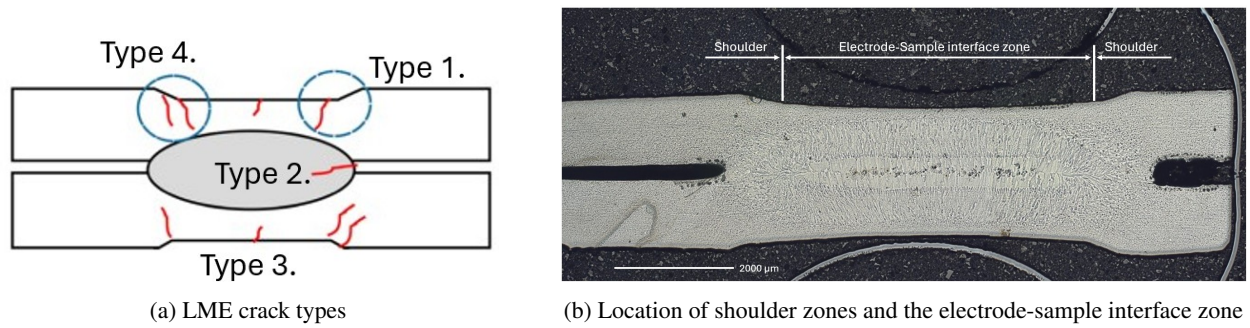 Type 4.
Type 1.
Type 2.
Type 3.
(a) LME crack types
Shoulder
Electrode-Sample interface zone
Shoulder
2000 µm
(b) Location of shoulder zones and the electrode-sample interface zone